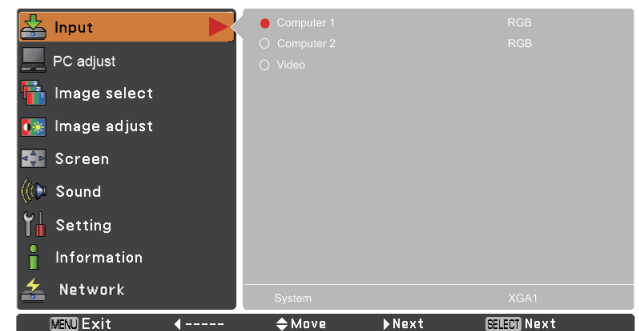 Input
PC adjust
Image select
Image adjust
Screen
Sound
Setting
Information
Network
Computer 1 RGB
Computer 2 RGB
Video
System XGA1
MENU Exit ----- Move Next SELECT Next